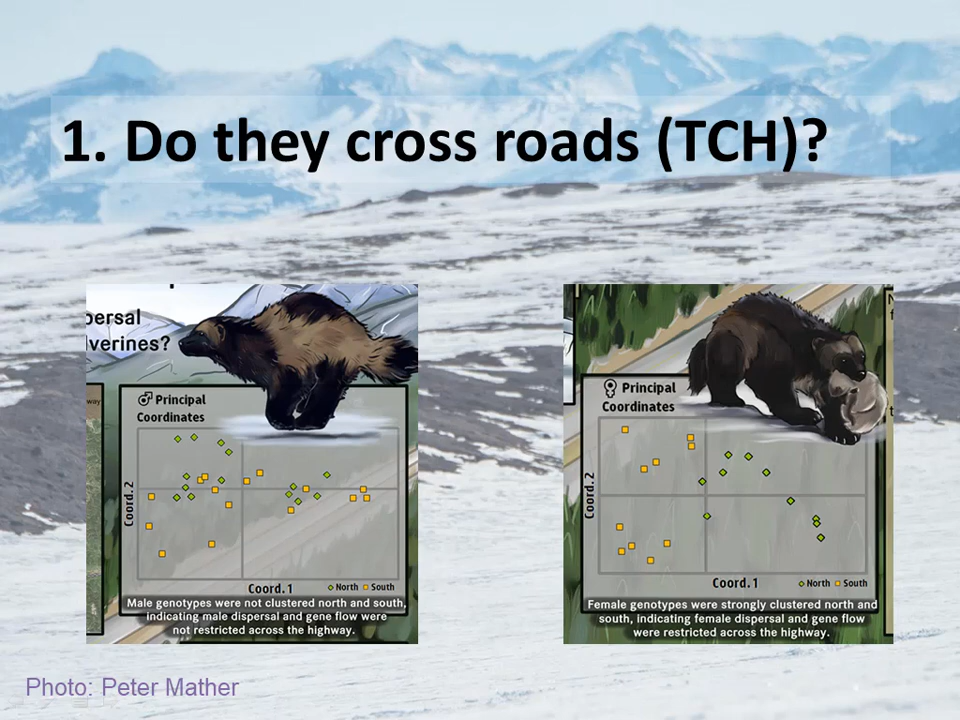 1. Do they cross roads (TCH)?
persal
verines?
way
♂ Principal
Coordinates
Coord.2
Coord.1
North South
Male genotypes were not clustered north and south,
indicating male dispersal and gene flow were
not restricted across the highway.
♀ Principal
Coordinates
Coord.2
Coord.1
North South
Female genotypes were strongly clustered north and
south, indicating female dispersal and gene flow
were restricted across the highway.
Photo: Peter Mather